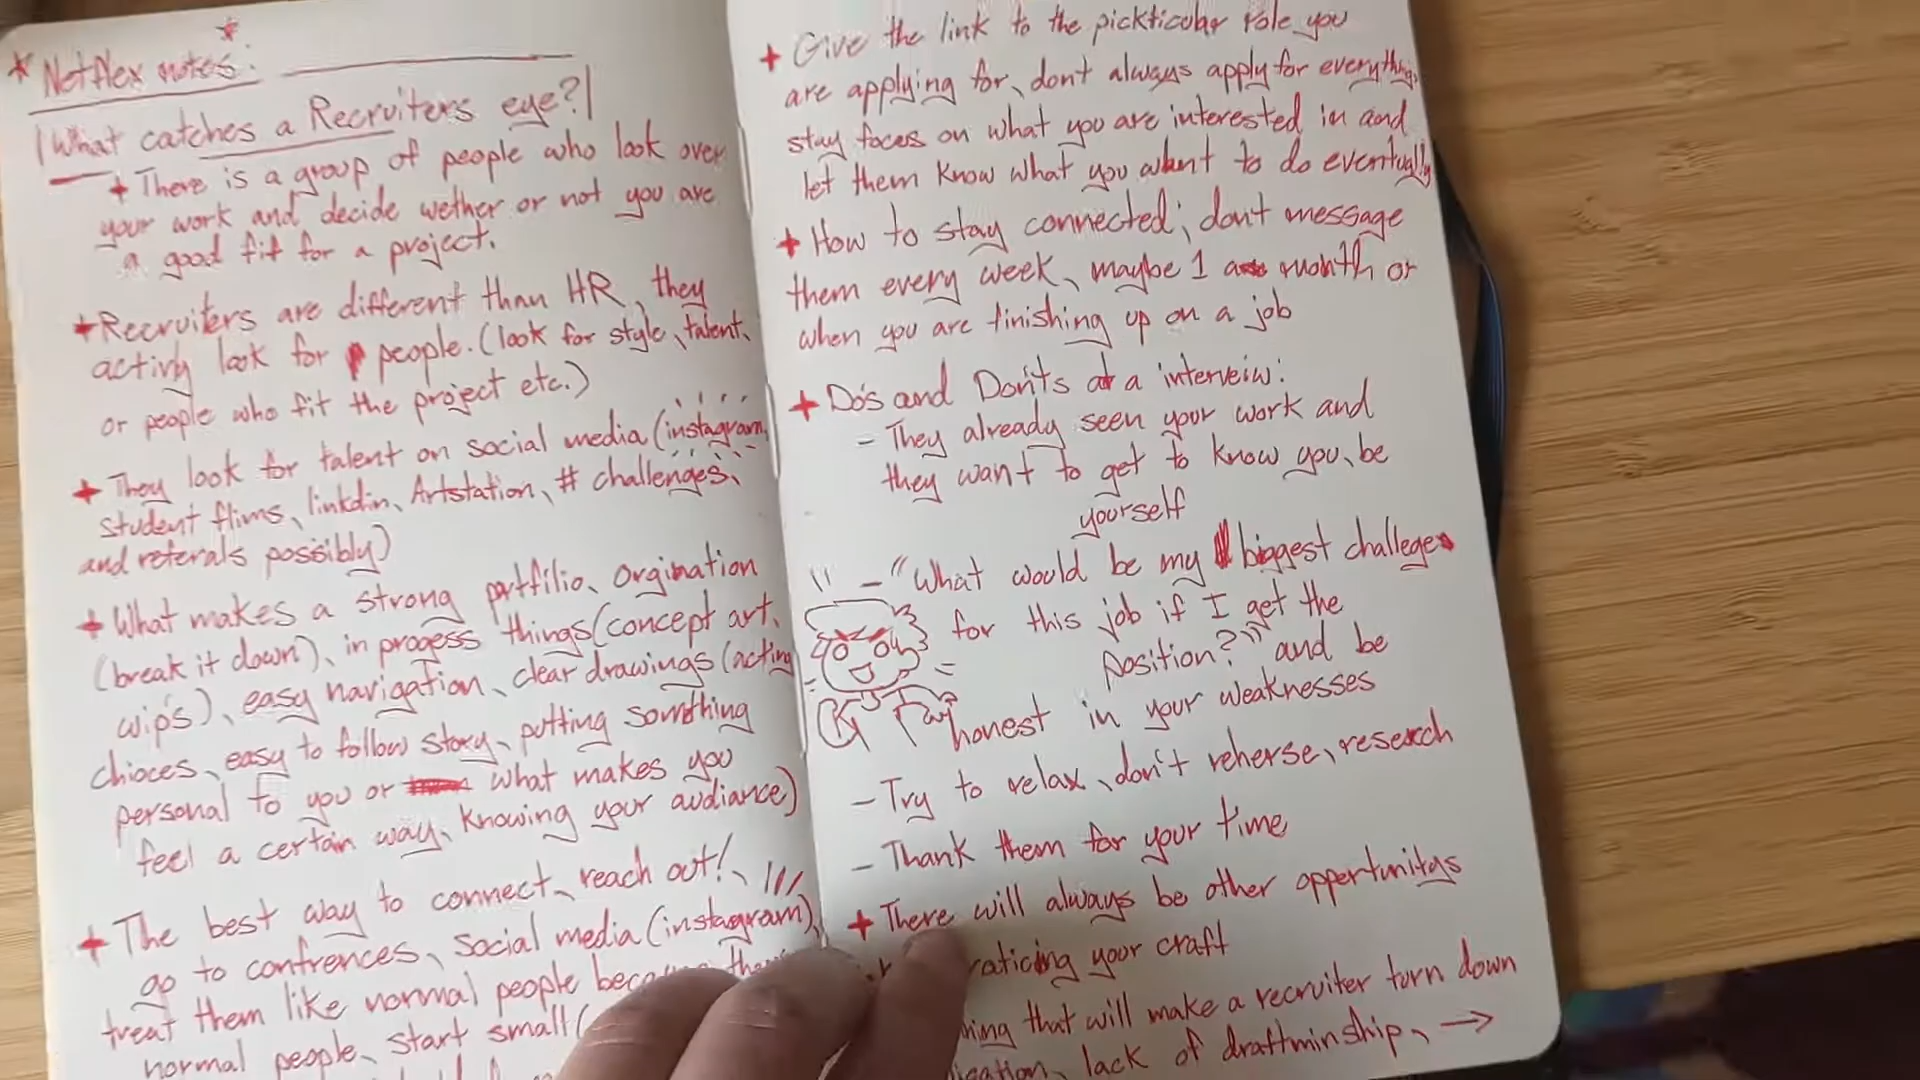 * Netflex notes:
What catches a Recruiters eye?
+ There is a group of people who look over
your work and decide wether or not you are
a good fit for a project.
+ Recruiters are different than HR, they
activly look for people. (look for style, talent,
or people who fit the project etc.)
+ They look for talent on social media (instagram,
student flims, linkdin, Artstation, # challenges,
and referals possibly)
+ What makes a strong portfilio, Orgination
(break it down), in progess things (concept art,
wip's), easy navigation, clear drawings (acting
chioces, easy to follow story, putting somthing
personal to you or what makes you
feel a certain way, knowing your audiance)
+ The best way to connect, reach out!,
go to confrences, social media (instagram),
treat them like normal people because they
normal people, start small (
+ Give the link to the pickticular role you
are applying for, dont always apply for everything,
stay foces on what you are interested in and
let them know what you want to do eventually
+ How to stay connected; don't message
them every week, maybe 1 a month or
when you are finishing up on a job
+ Do's and Don'ts at a interveiw:
- They already seen your work and
they want to get to know you, be
yourself
- "What would be my biggest challege
for this job if I get the
position?" and be
honest in your weaknesses
- Try to relax, don't reherse, reserch
- Thank them for your time
+ There will always be other oppertunitys
raticing your craft
hing that will make a recruiter turn down
ation, lack of draftminship, →